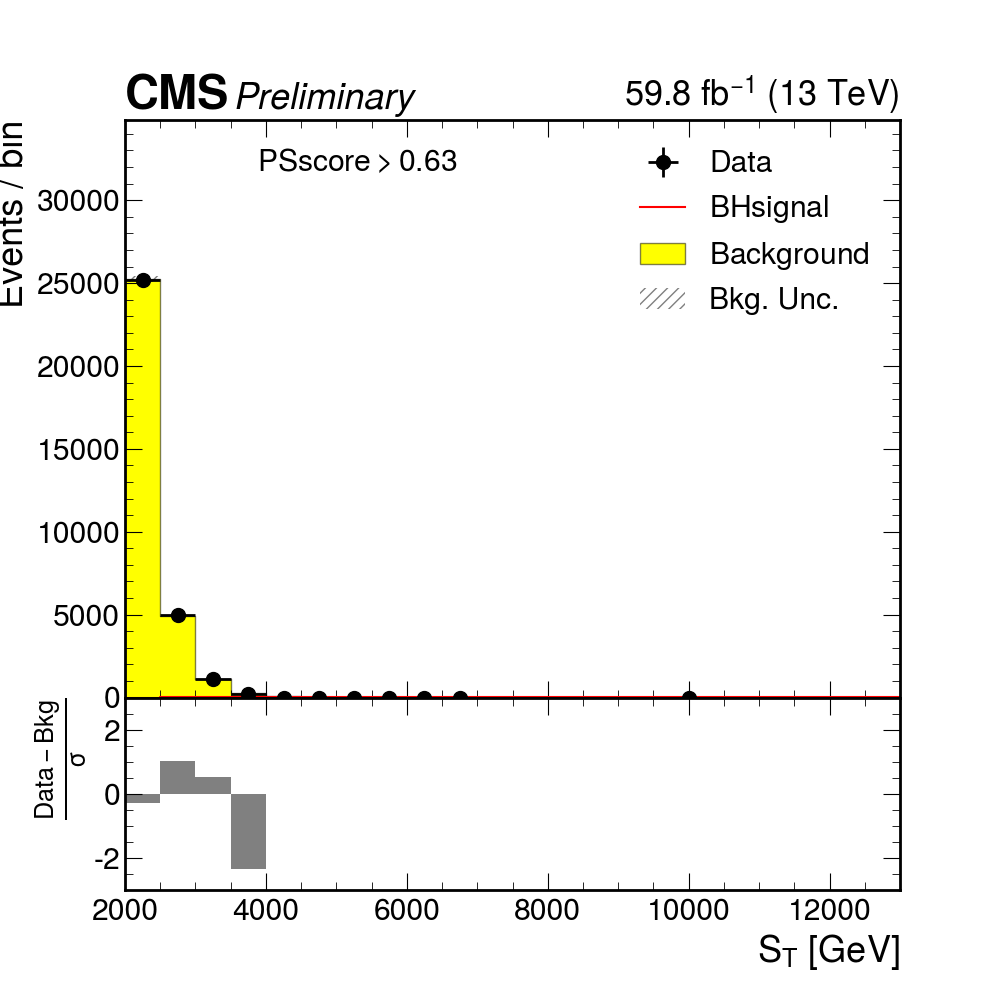 CMS Preliminary
59.8 fb⁻¹ (13 TeV)
Events / bin
PSscore > 0.63
Data
BHsignal
Background
Bkg. Unc.
30000
25000
20000
15000
10000
5000
0
Data − Bkg
σ
2
0
-2
2000 4000 6000 8000 10000 12000
S_T [GeV]